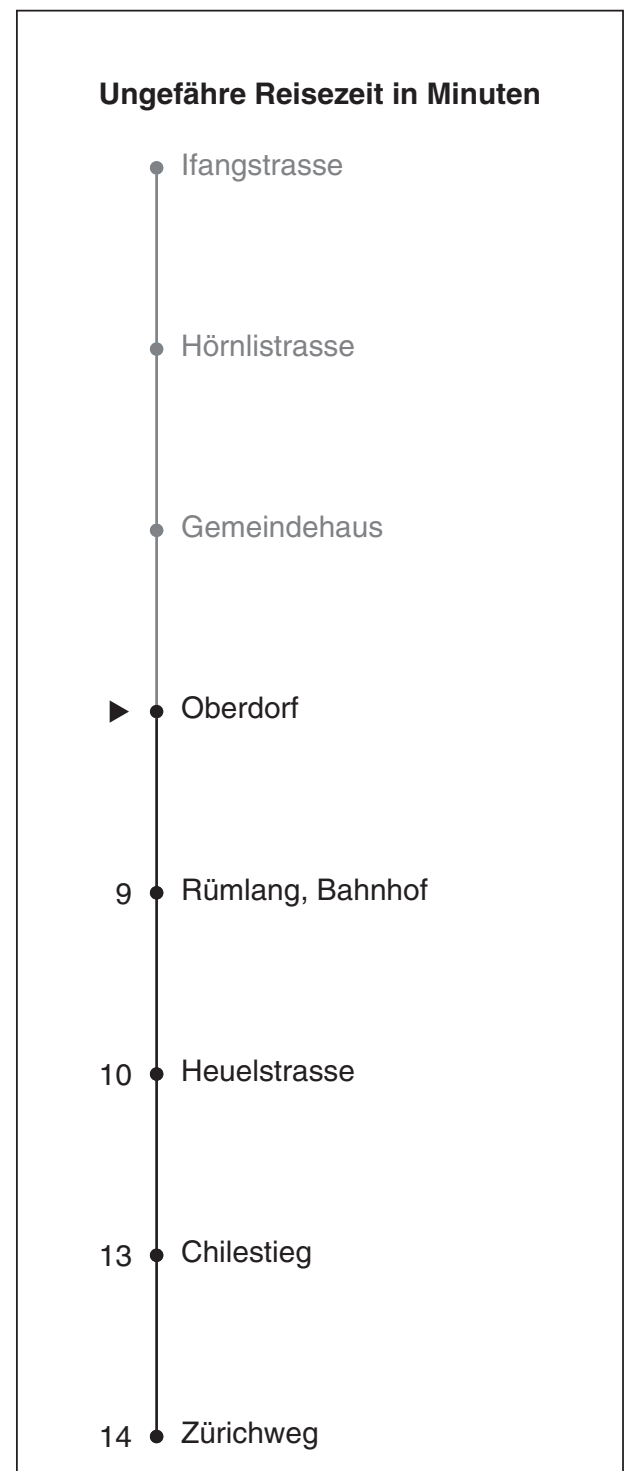 Ungefähre Reisezeit in Minuten
Ifangstrasse
Hörnlistrasse
Gemeindehaus
Oberdorf
9 Rümlang, Bahnhof
10 Heuelstrasse
13 Chilestieg
14 Zürichweg